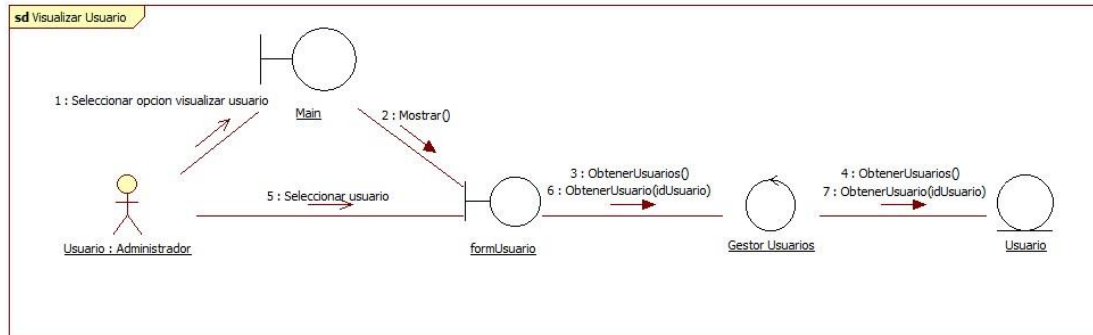 sd Visualizar Usuario
1 : Seleccionar opcion visualizar usuario
Main
2 : Mostrar()
3 : ObtenerUsuarios()
6 : ObtenerUsuario(idUsuario)
4 : ObtenerUsuarios()
7 : ObtenerUsuario(idUsuario)
5 : Seleccionar usuario
Usuario : Administrador
formUsuario
Gestor Usuarios
Usuario